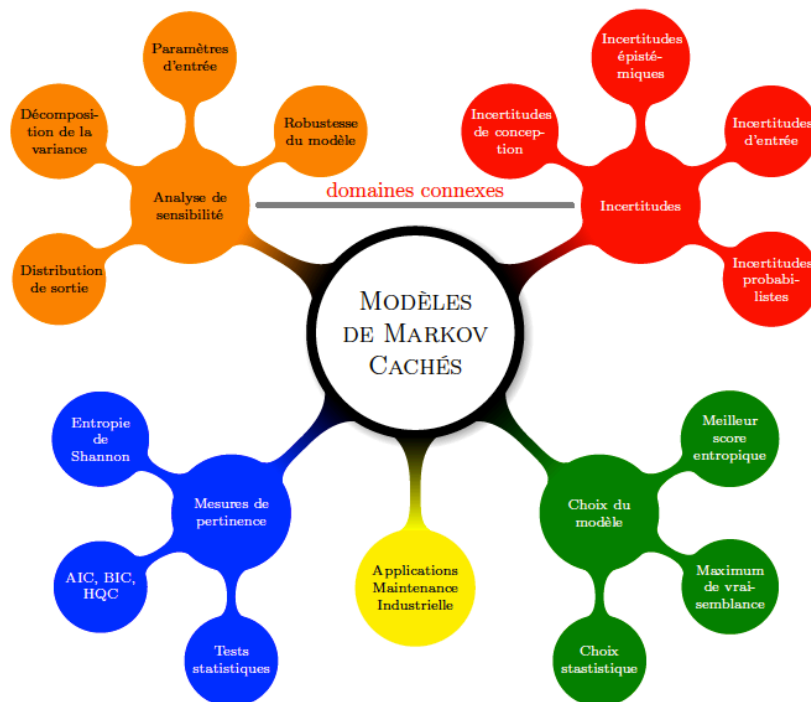 Paramètres
d'entrée
Décomposi-
tion de la
variance
Robustesse
du modèle
Analyse de
sensibilité
Distribution
de sortie
domaines connexes
Incertitudes
épisté-
miques
Incertitudes
de concep-
tion
Incertitudes
d'entrée
Incertitudes
Incertitudes
probabi-
listes
Modèles
de Markov
Cachés
Entropie
de
Shannon
Mesures de
pertinence
AIC, BIC,
HQC
Tests
statistiques
Applications
Maintenance
Industrielle
Meilleur
score
entropique
Choix du
modèle
Maximum
de vrai-
semblance
Choix
stastistique